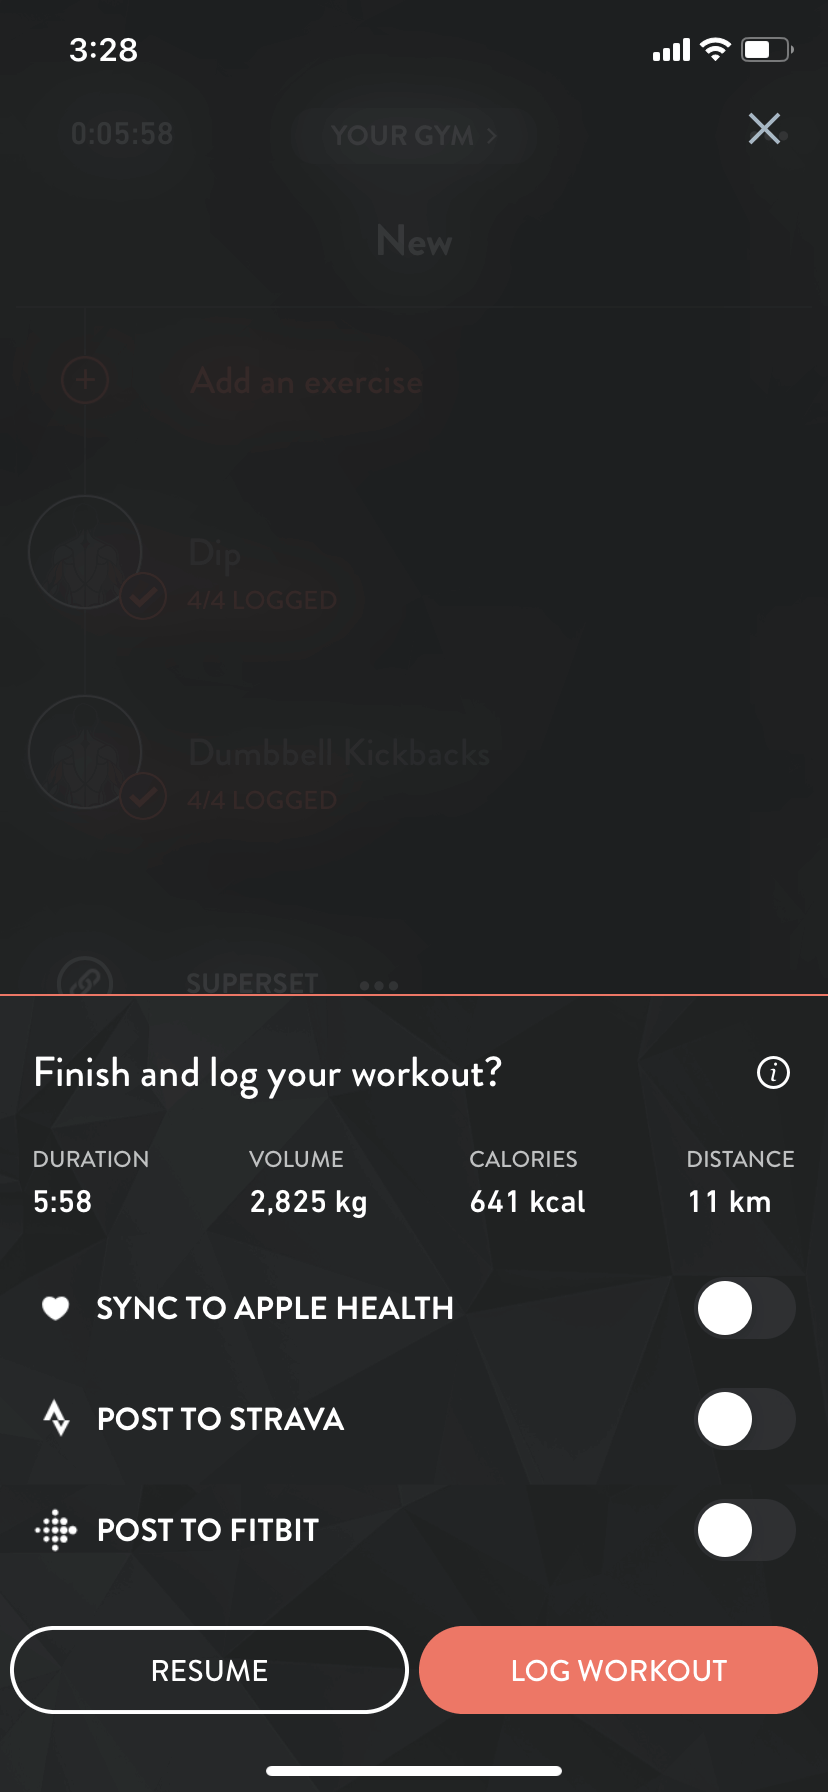 3:28
0:05:58
YOUR GYM >
New
Add an exercise
Dip
4/4 LOGGED
Dumbbell Kickbacks
4/4 LOGGED
SUPERSET
Finish and log your workout?
DURATION VOLUME CALORIES DISTANCE
5:58 2,825 kg 641 kcal 11 km
SYNC TO APPLE HEALTH
POST TO STRAVA
POST TO FITBIT
RESUME LOG WORKOUT